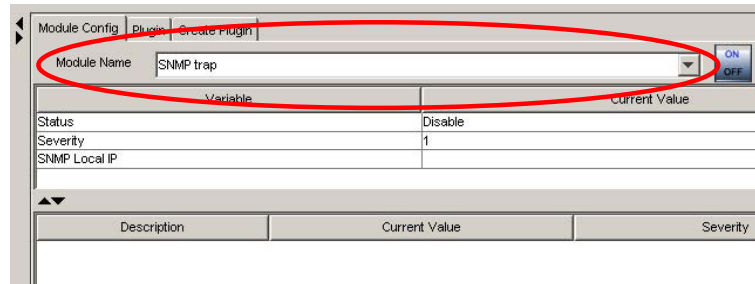 Module Config Plugin Create Plugin
Module Name SNMP trap ON
OFF
Variable Current Value
Status Disable
Severity 1
SNMP Local IP
Description Current Value Severity